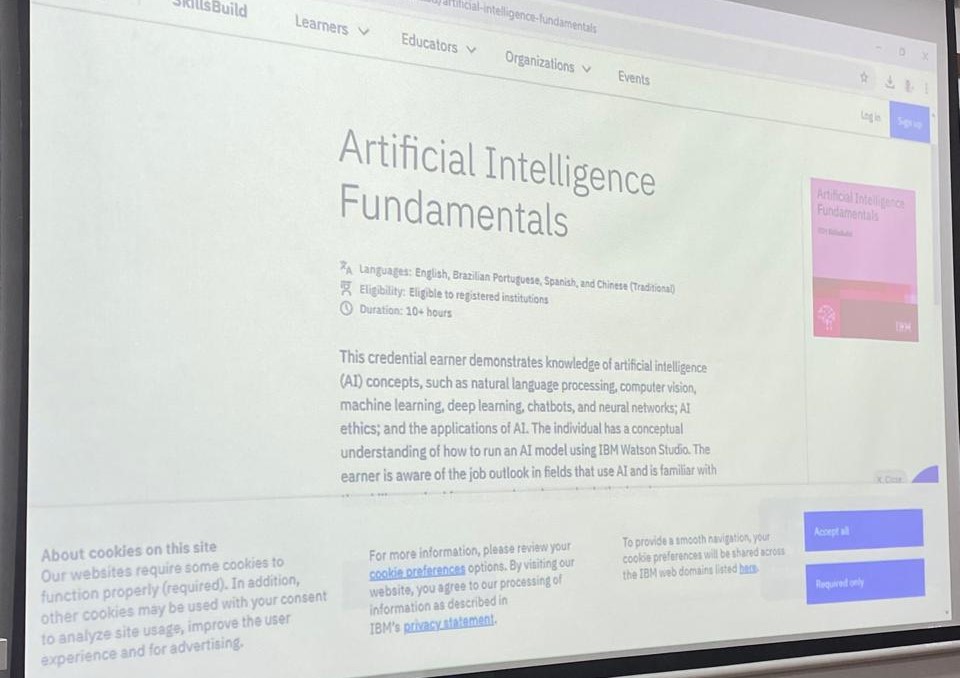 SkillsBuild
artificial-intelligence-fundamentals
Learners
Educators
Organizations
Events
Log in
Sign up
Artificial Intelligence
Fundamentals
Languages: English, Brazilian Portuguese, Spanish, and Chinese (Traditional)
Eligibility: Eligible to registered institutions
Duration: 10+ hours
Artificial Intelligence
Fundamentals
IBM SkillsBuild
IBM
This credential earner demonstrates knowledge of artificial intelligence
(AI) concepts, such as natural language processing, computer vision,
machine learning, deep learning, chatbots, and neural networks; AI
ethics; and the applications of AI. The individual has a conceptual
understanding of how to run an AI model using IBM Watson Studio. The
earner is aware of the job outlook in fields that use AI and is familiar with
X Close
About cookies on this site
Our websites require some cookies to
function properly (required). In addition,
other cookies may be used with your consent
to analyze site usage, improve the user
experience and for advertising.
For more information, please review your
cookie preferences options. By visiting our
website, you agree to our processing of
information as described in
IBM's privacy statement.
To provide a smooth navigation, your
cookie preferences will be shared across
the IBM web domains listed here.
Accept all
Required only